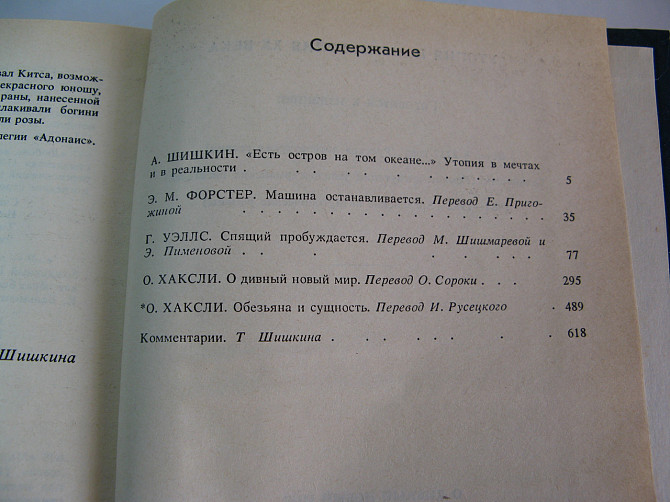 вал Китса, возмож-
екрасного юношу,
раны, нанесенной
лакивали богини
ли розы.
легии «Адонаис».
Шишкина
Содержание
А. ШИШКИН. «Есть остров на том океане...» Утопия в мечтах
и в реальности . . . . . . . . . . . 5
Э. М. ФОРСТЕР. Машина останавливается. Перевод Е. Приго-
жиной . . . . . . . . . . . . . . . . 35
Г. УЭЛЛС. Спящий пробуждается. Перевод М. Шишмаревой и
Э. Пименовой . . . . . . . . . . . 77
О. ХАКСЛИ. О дивный новый мир. Перевод О. Сороки . . . 295
*О. ХАКСЛИ. Обезьяна и сущность. Перевод И. Русецкого . 489
Комментарии. Т Шишкина . . . . . . . . 618